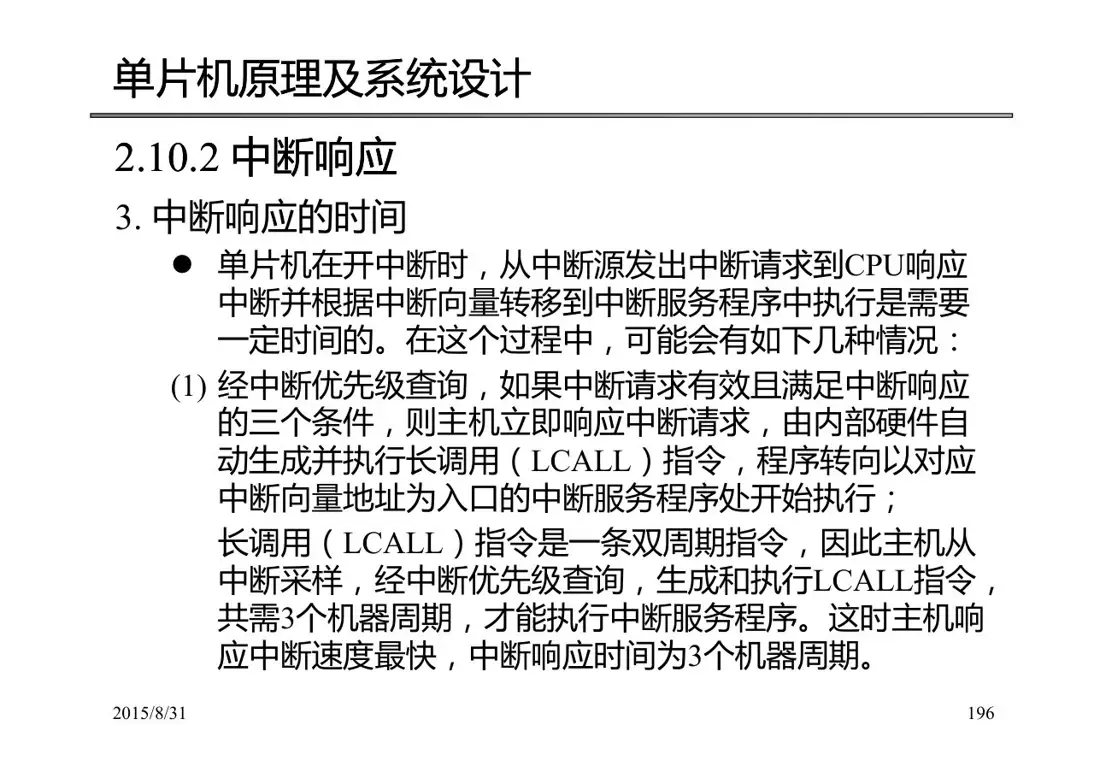 单片机原理及系统设计
2.10.2 中断响应
3. 中断响应的时间
● 单片机在开中断时，从中断源发出中断请求到CPU响应
中断并根据中断向量转移到中断服务程序中执行是需要
一定时间的。在这个过程中，可能会有如下几种情况：
(1) 经中断优先级查询，如果中断请求有效且满足中断响应
的三个条件，则主机立即响应中断请求，由内部硬件自
动生成并执行长调用（LCALL）指令，程序转向以对应
中断向量地址为入口的中断服务程序处开始执行；
长调用（LCALL）指令是一条双周期指令，因此主机从
中断采样，经中断优先级查询，生成和执行LCALL指令，
共需3个机器周期，才能执行中断服务程序。这时主机响
应中断速度最快，中断响应时间为3个机器周期。
2015/8/31
196